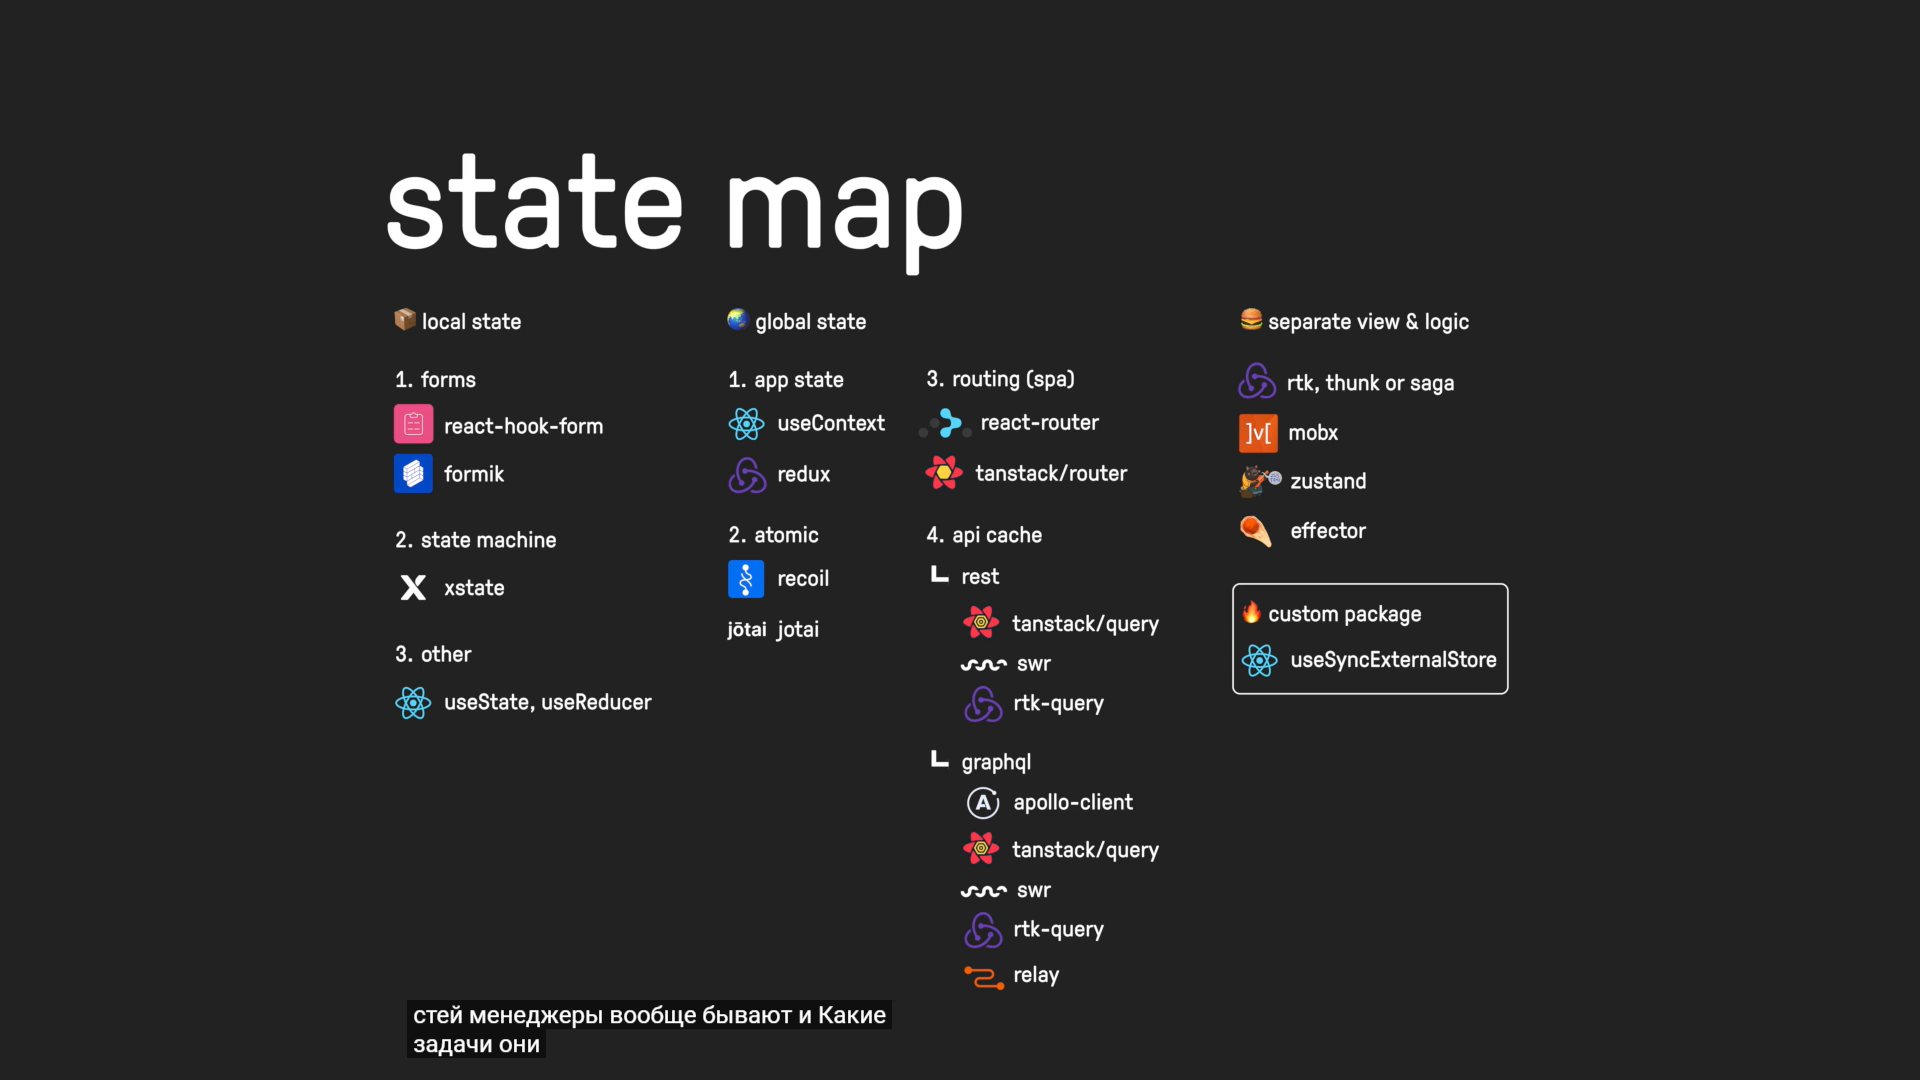 state map
local state
1. forms
react-hook-form
formik
2. state machine
xstate
3. other
useState, useReducer
global state
1. app state
useContext
redux
2. atomic
recoil
jōtai jotai
3. routing (spa)
react-router
tanstack/router
4. api cache
rest
tanstack/query
swr
rtk-query
graphql
apollo-client
tanstack/query
swr
rtk-query
relay
separate view & logic
rtk, thunk or saga
mobx
zustand
effector
custom package
useSyncExternalStore
стей менеджеры вообще бывают и Какие
задачи они